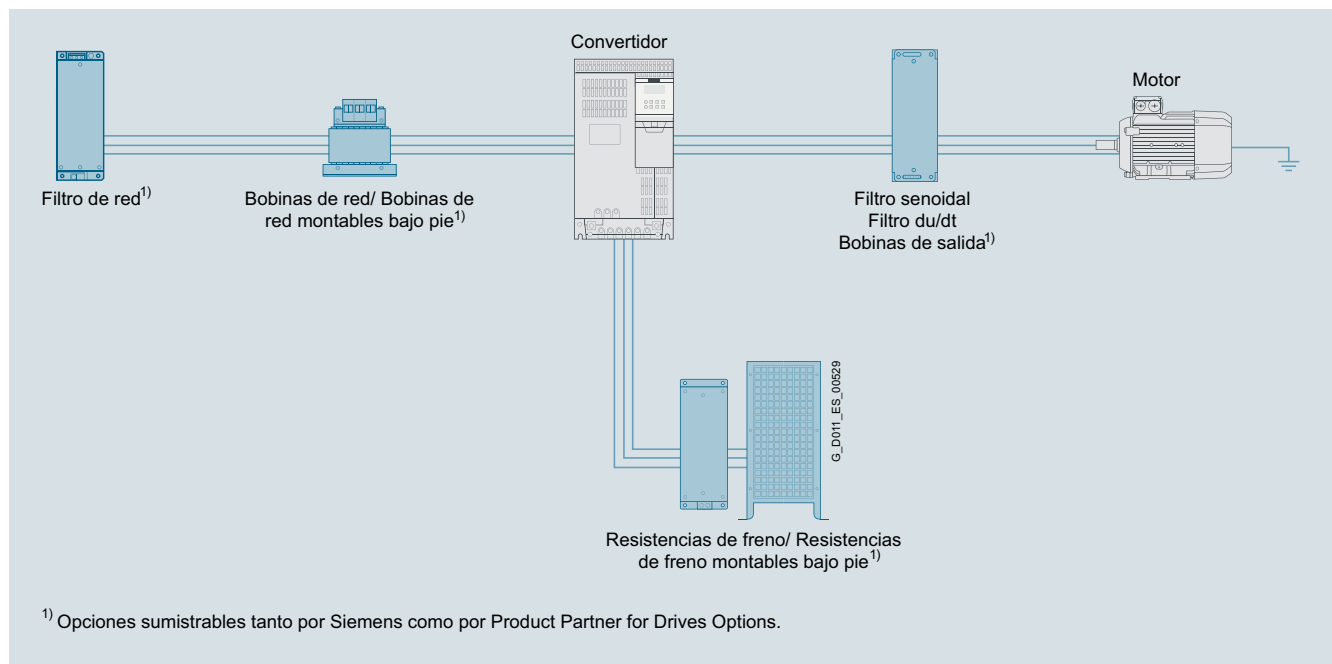 Convertidor
Motor
Filtro de red1)
Bobinas de red/ Bobinas de
red montables bajo pie1)
Filtro senoidal
Filtro du/dt
Bobinas de salida1)
G_D011_ES_00529
Resistencias de freno/ Resistencias
de freno montables bajo pie1)
1) Opciones sumistrables tanto por Siemens como por Product Partner for Drives Options.